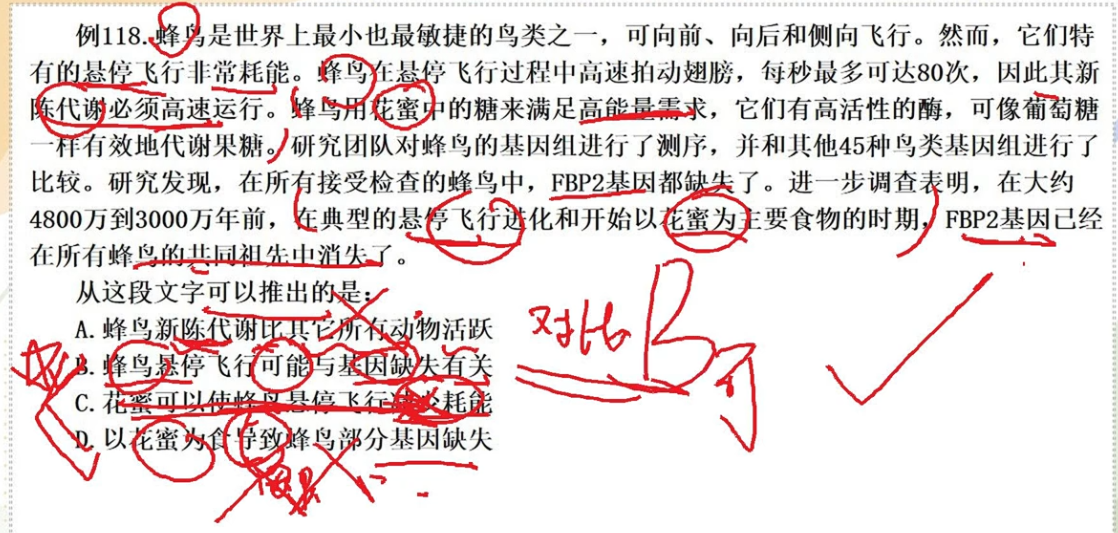 例118.蜂鸟是世界上最小也最敏捷的鸟类之一，可向前、向后和侧向飞行。然而，它们特
有的悬停飞行非常耗能。蜂鸟在悬停飞行过程中高速拍动翅膀，每秒最多可达80次，因此其新
陈代谢必须高速运行。蜂鸟用花蜜中的糖来满足高能量需求，它们有高活性的酶，可像葡萄糖
一样有效地代谢果糖。研究团队对蜂鸟的基因组进行了测序，并和其他45种鸟类基因组进行了
比较。研究发现，在所有接受检查的蜂鸟中，FBP2基因都缺失了。进一步调查表明，在大约
4800万到3000万年前，在典型的悬停飞行进化和开始以花蜜为主要食物的时期，FBP2基因已经
在所有蜂鸟的共同祖先中消失了。
从这段文字可以推出的是：
A.蜂鸟新陈代谢比其它所有动物活跃
对比 B
B.蜂鸟悬停飞行可能与基因缺失有关
C.花蜜可以使蜂鸟悬停飞行减少耗能
D.以花蜜为食导致蜂鸟部分基因缺失